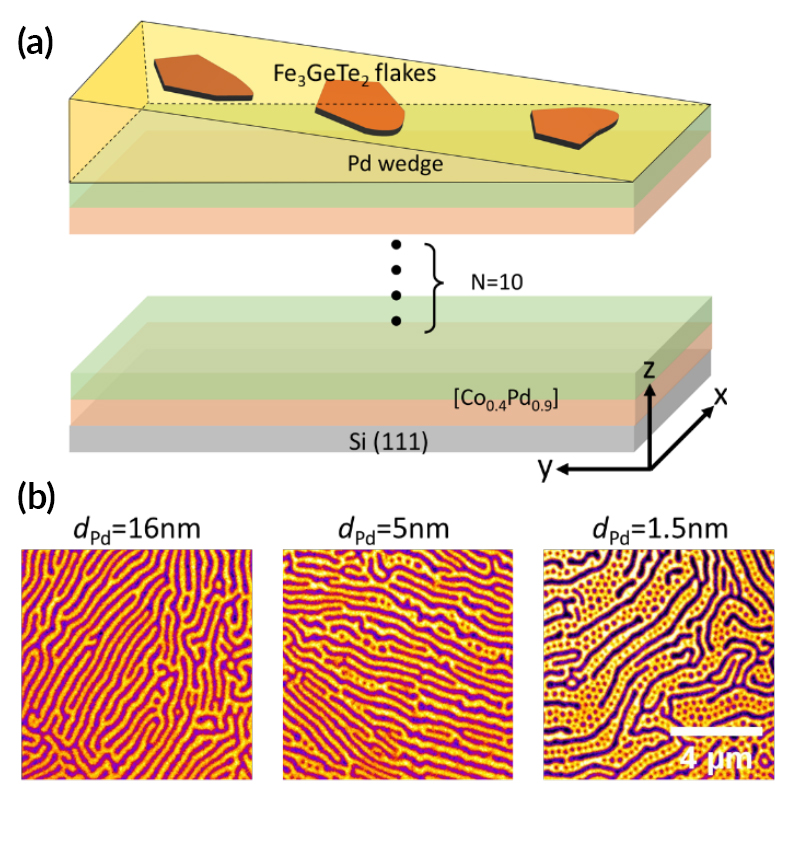 (a)
Fe₃GeTe₂ flakes
Pd wedge
N=10
[Co₀.₄Pd₀.₉]
Si (111)
z
x
y
(b)
dPd=16nm
dPd=5nm
dPd=1.5nm
4 μm